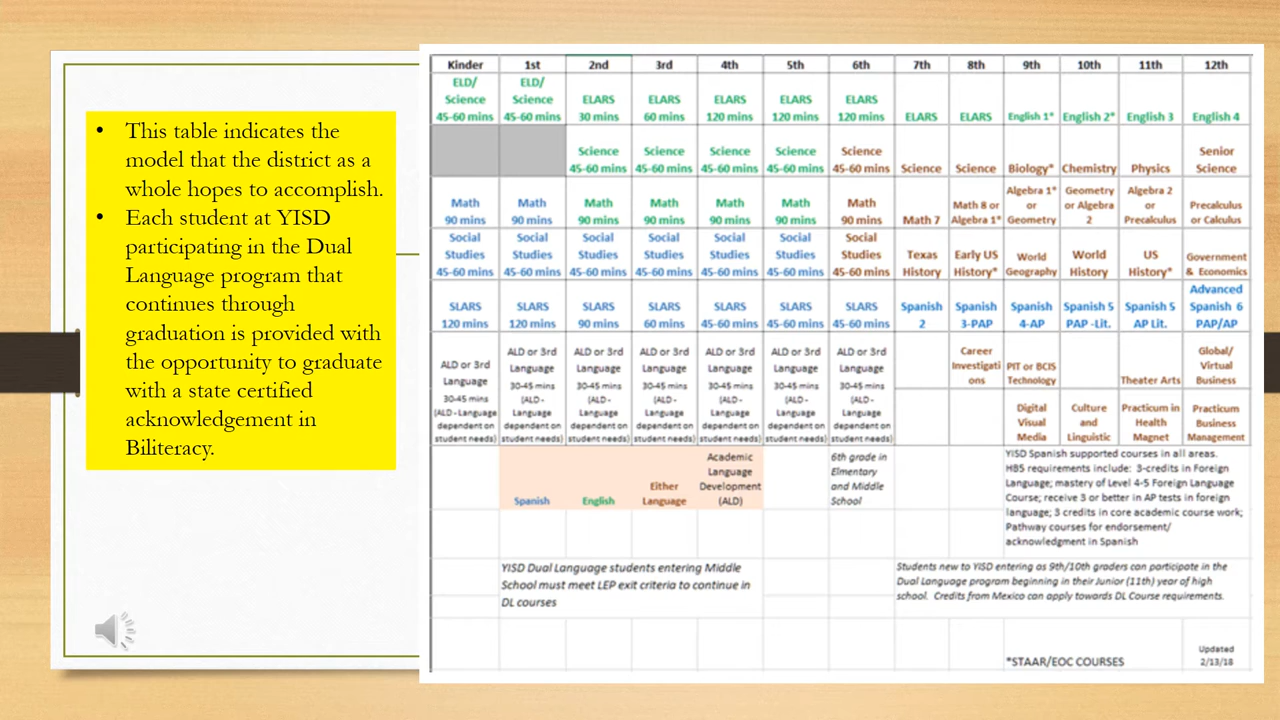 • This table indicates the
model that the district as a
whole hopes to accomplish.
• Each student at YISD
participating in the Dual
Language program that
continues through
graduation is provided with
the opportunity to graduate
with a state certified
acknowledgement in
Biliteracy.
Kinder 1st 2nd 3rd 4th 5th 6th 7th 8th 9th 10th 11th 12th
ELD/ ELD/
Science Science ELARS ELARS ELARS ELARS ELARS
45-60 mins 45-60 mins 30 mins 60 mins 120 mins 120 mins 120 mins ELARS ELARS English 1* English 2* English 3 English 4
Science Science Science Science Science Senior
45-60 mins 45-60 mins 45-60 mins 45-60 mins 45-60 mins Science Science Biology* Chemistry Physics Science
Algebra 1* Geometry Algebra 2
Math Math Math Math Math Math Math Math 8 or or or Algebra or Precalculus
90 mins 90 mins 90 mins 90 mins 90 mins 90 mins 90 mins Math 7 Algebra 1* Geometry 2 Precalculus or Calculus
Social Social Social Social Social Social Social
Studies Studies Studies Studies Studies Studies Studies Texas Early US World World US Government
45-60 mins 45-60 mins 45-60 mins 45-60 mins 45-60 mins 45-60 mins 45-60 mins History History* Geography History History* & Economics
Advanced
SLARS SLARS SLARS SLARS SLARS SLARS SLARS Spanish Spanish Spanish Spanish 5 Spanish 5 Spanish 6
120 mins 120 mins 90 mins 60 mins 45-60 mins 45-60 mins 45-60 mins 2 3-PAP 4-AP PAP -Lit. AP Lit. PAP/AP
ALD or 3rd ALD or 3rd ALD or 3rd ALD or 3rd ALD or 3rd ALD or 3rd ALD or 3rd Career Global/
Language Language Language Language Language Language Language Investigati PIT or BCIS Virtual
30-45 mins 30-45 mins 30-45 mins 30-45 mins 30-45 mins 30-45 mins 30-45 mins ons Technology Theater Arts Business
(ALD - Language (ALD - (ALD - (ALD - (ALD - (ALD - (ALD - Digital Culture Practicum in Practicum
Language Language Language Language Language Language Visual and Health Business
dependent on dependent on dependent on dependent on dependent on dependent on dependent on Media Linguistic Magnet Management
student needs) student needs) student needs) student needs) student needs) student needs) student needs)
Spanish English
Either
Language
Academic
Language
Development
(ALD)
6th grade in
Elmentary
and Middle
School
YISD Spanish supported courses in all areas.
HB5 requirements include: 3-credits in Foreign
Language; mastery of Level 4-5 Foreign Language
Course; receive 3 or better in AP tests in foreign
language; 3 credits in core academic course work;
Pathway courses for endorsement/
acknowledgment in Spanish
YISD Dual Language students entering Middle
School must meet LEP exit criteria to continue in
DL courses
Students new to YISD entering as 9th/10th graders can participate in the
Dual Language program beginning in their Junior (11th) year of high
school. Credits from Mexico can apply towards DL Course requirements.
*STAAR/EOC COURSES
Updated
2/13/18